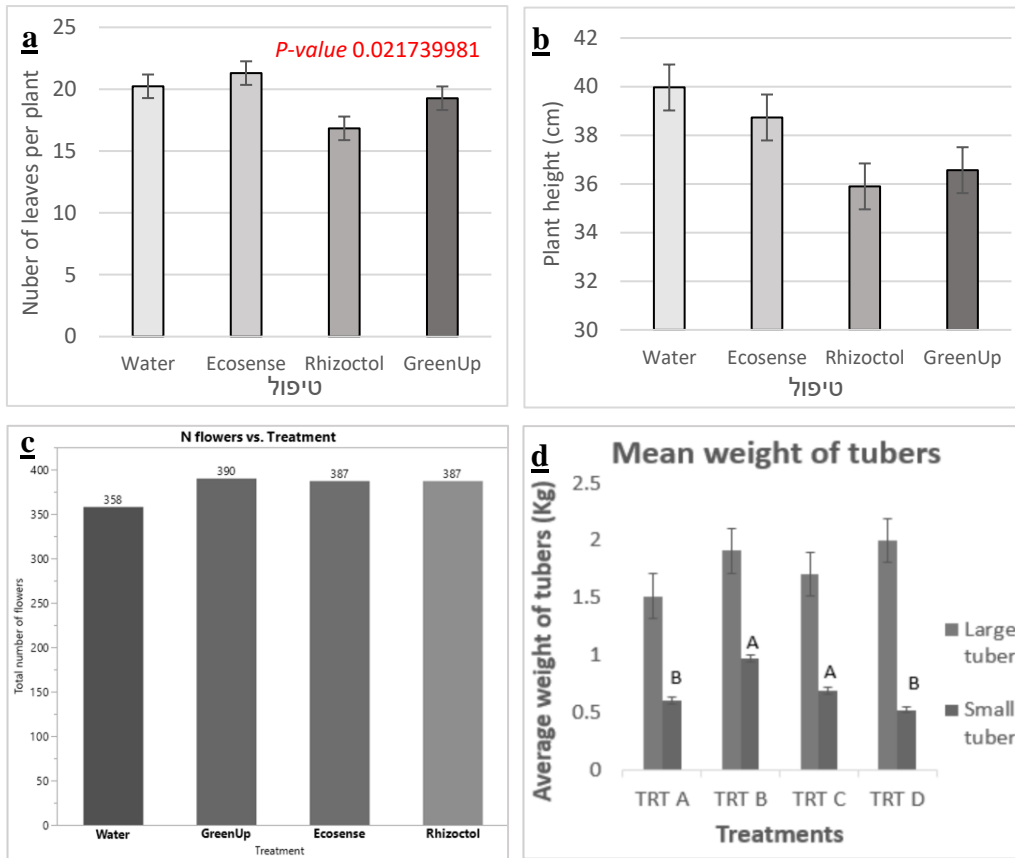 a
P-value 0.021739981
Nuber of leaves per plant
25
20
15
10
5
0
Water Ecosense Rhizoctol GreenUp
טיפול
b
Plant height (cm)
42
40
38
36
34
32
30
Water Ecosense Rhizoctol GreenUp
טיפול
c
N flowers vs. Treatment
Total number of flowers
400
350
300
250
200
150
100
50
0
358 390 387 387
Water GreenUp Ecosense Rhizoctol
Treatment
d
Mean weight of tubers
Average weight of tubers (Kg)
2.5
2
1.5
1
0.5
0
B A A B
TRT A TRT B TRT C TRT D
Treatments
Large
tuber
Small
tuber